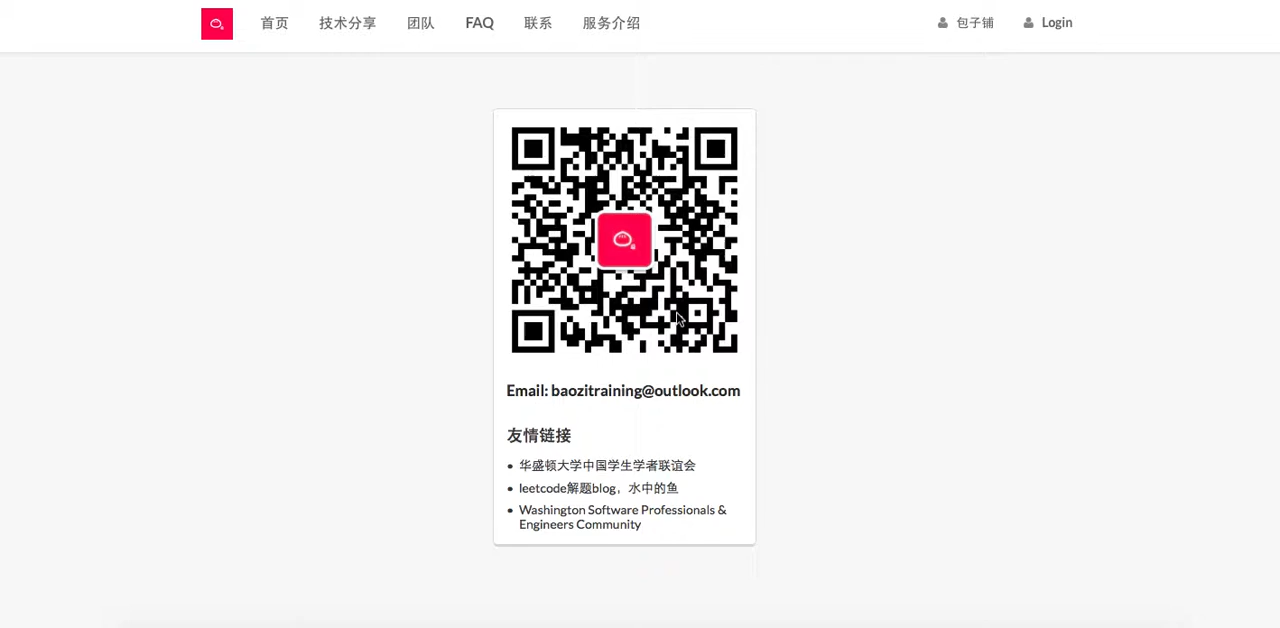 首页 技术分享 团队 FAQ 联系 服务介绍 包子铺 Login
Email: baozitraining@outlook.com
友情链接
华盛顿大学中国学生学者联谊会
leetcode解题blog，水中的鱼
Washington Software Professionals &
Engineers Community